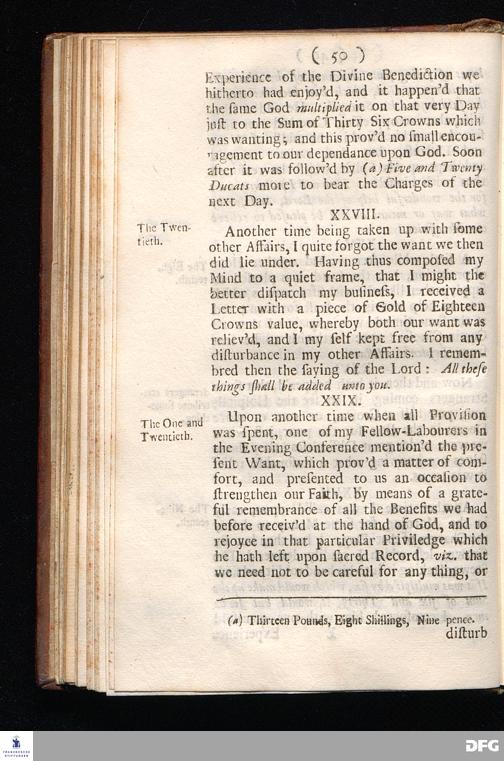 ( 50 )
Experience of the Divine Benediction we
hitherto had enjoy'd, and it happen'd that
the ſame God multiplied it on that very Day
juſt to the Sum of Thirty Six Crowns which
was wanting; and this prov'd no ſmall encou-
ragement to our dependance upon God. Soon
after it was follow'd by (a) Five and Twenty
Ducats more to bear the Charges of the
next Day.
XXVIII.
The Twen-
tieth.
Another time being taken up with ſome
other Affairs, I quite forgot the want we then
did lie under. Having thus compoſed my
Mind to a quiet frame, that I might the
better diſpatch my buſineſs, I received a
Letter with a piece of Gold of Eighteen
Crowns value, whereby both our want was
reliev'd, and I my ſelf kept free from any
diſturbance in my other Affairs. I remem-
bred then the ſaying of the Lord : All theſe
things ſhall be added unto you.
XXIX.
The One and
Twentieth.
Upon another time when all Proviſion
was ſpent, one of my Fellow-Labourers in
the Evening Conference mention'd the pre-
ſent Want, which prov'd a matter of com-
fort, and preſented to us an occaſion to
ſtrengthen our Faith, by means of a grate-
ful remembrance of all the Benefits we had
before receiv'd at the hand of God, and to
rejoyce in that particular Priviledge which
he hath left upon ſacred Record, viz. that
we need not to be careful for any thing, or
(a) Thirteen Pounds, Eight Shillings, Nine pence.
diſturb
FRANCKESCHE
STIFTUNGEN
DFG